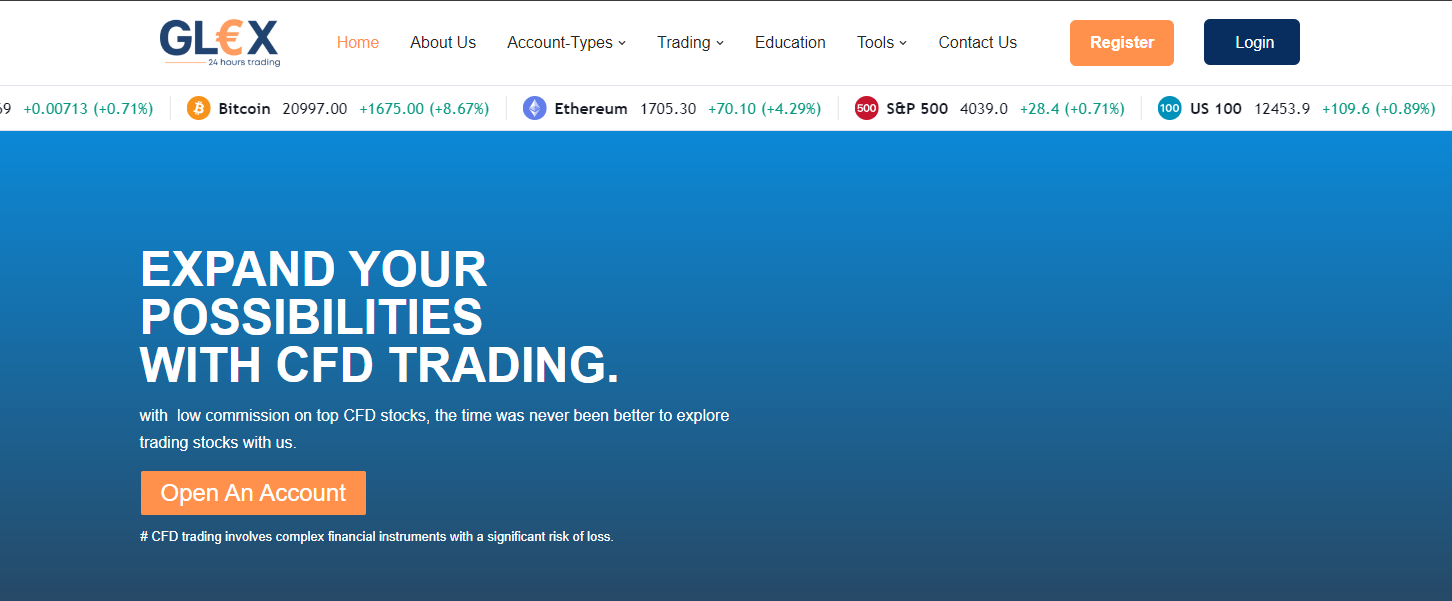 GL€X
24 hours trading
Home About Us Account-Types Trading Education Tools Contact Us Register Login
69 +0.00713 (+0.71%) Bitcoin 20997.00 +1675.00 (+8.67%) Ethereum 1705.30 +70.10 (+4.29%) 500 S&P 500 4039.0 +28.4 (+0.71%) 100 US 100 12453.9 +109.6 (+0.89%)
EXPAND YOUR
POSSIBILITIES
WITH CFD TRADING.
with  low commission on top CFD stocks, the time was never been better to explore
trading stocks with us.
Open An Account
# CFD trading involves complex financial instruments with a significant risk of loss.